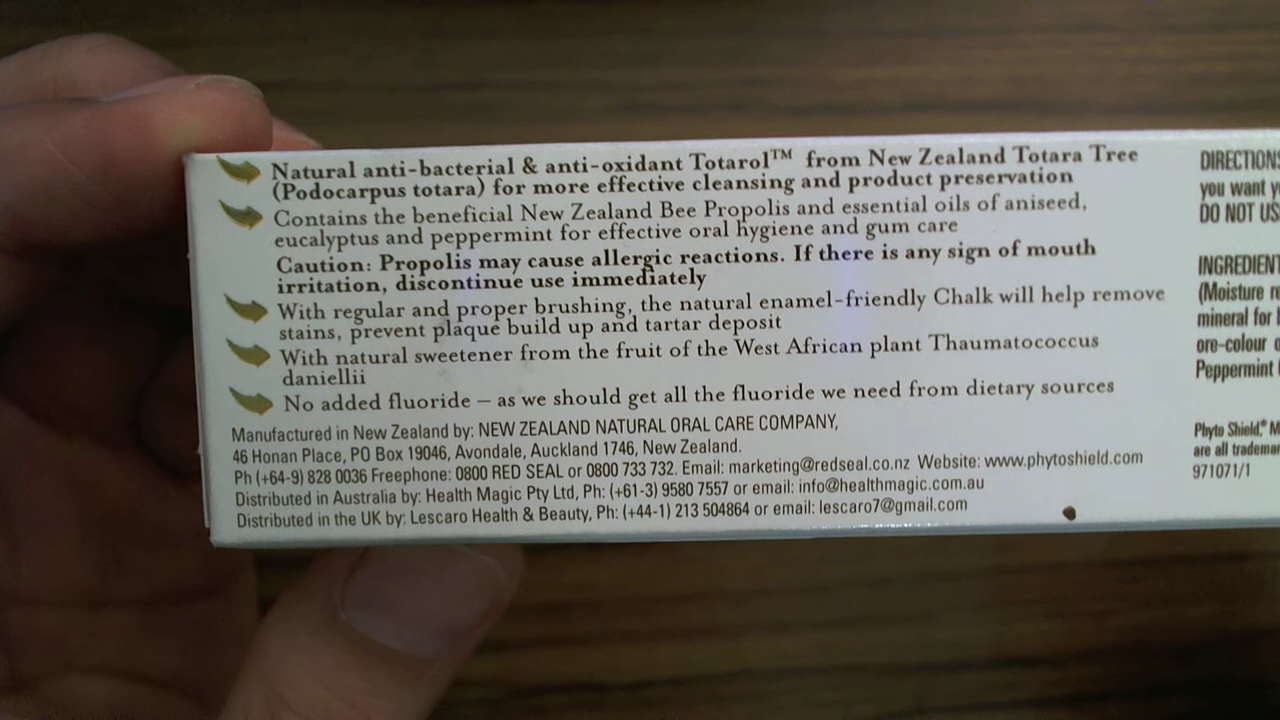 Natural anti-bacterial & anti-oxidant Totarol™ from New Zealand Totara Tree
(Podocarpus totara) for more effective cleansing and product preservation
Contains the beneficial New Zealand Bee Propolis and essential oils of aniseed,
eucalyptus and peppermint for effective oral hygiene and gum care
Caution: Propolis may cause allergic reactions. If there is any sign of mouth
irritation, discontinue use immediately
With regular and proper brushing, the natural enamel-friendly Chalk will help remove
stains, prevent plaque build up and tartar deposit
With natural sweetener from the fruit of the West African plant Thaumatococcus
daniellii
No added fluoride – as we should get all the fluoride we need from dietary sources
Manufactured in New Zealand by: NEW ZEALAND NATURAL ORAL CARE COMPANY,
46 Honan Place, PO Box 19046, Avondale, Auckland 1746, New Zealand.
Ph (+64-9) 828 0036 Freephone: 0800 RED SEAL or 0800 733 732. Email: marketing@redseal.co.nz Website: www.phytoshield.com
Distributed in Australia by: Health Magic Pty Ltd, Ph: (+61-3) 9580 7557 or email: info@healthmagic.com.au
Distributed in the UK by: Lescaro Health & Beauty, Ph: (+44-1) 213 504864 or email: lescaro7@gmail.com
DIRECTIONS
you want
DO NOT US
INGREDIENT
(Moisture
mineral for
ore-colour
Peppermint
Phyto Shield,®
are all
971071/1